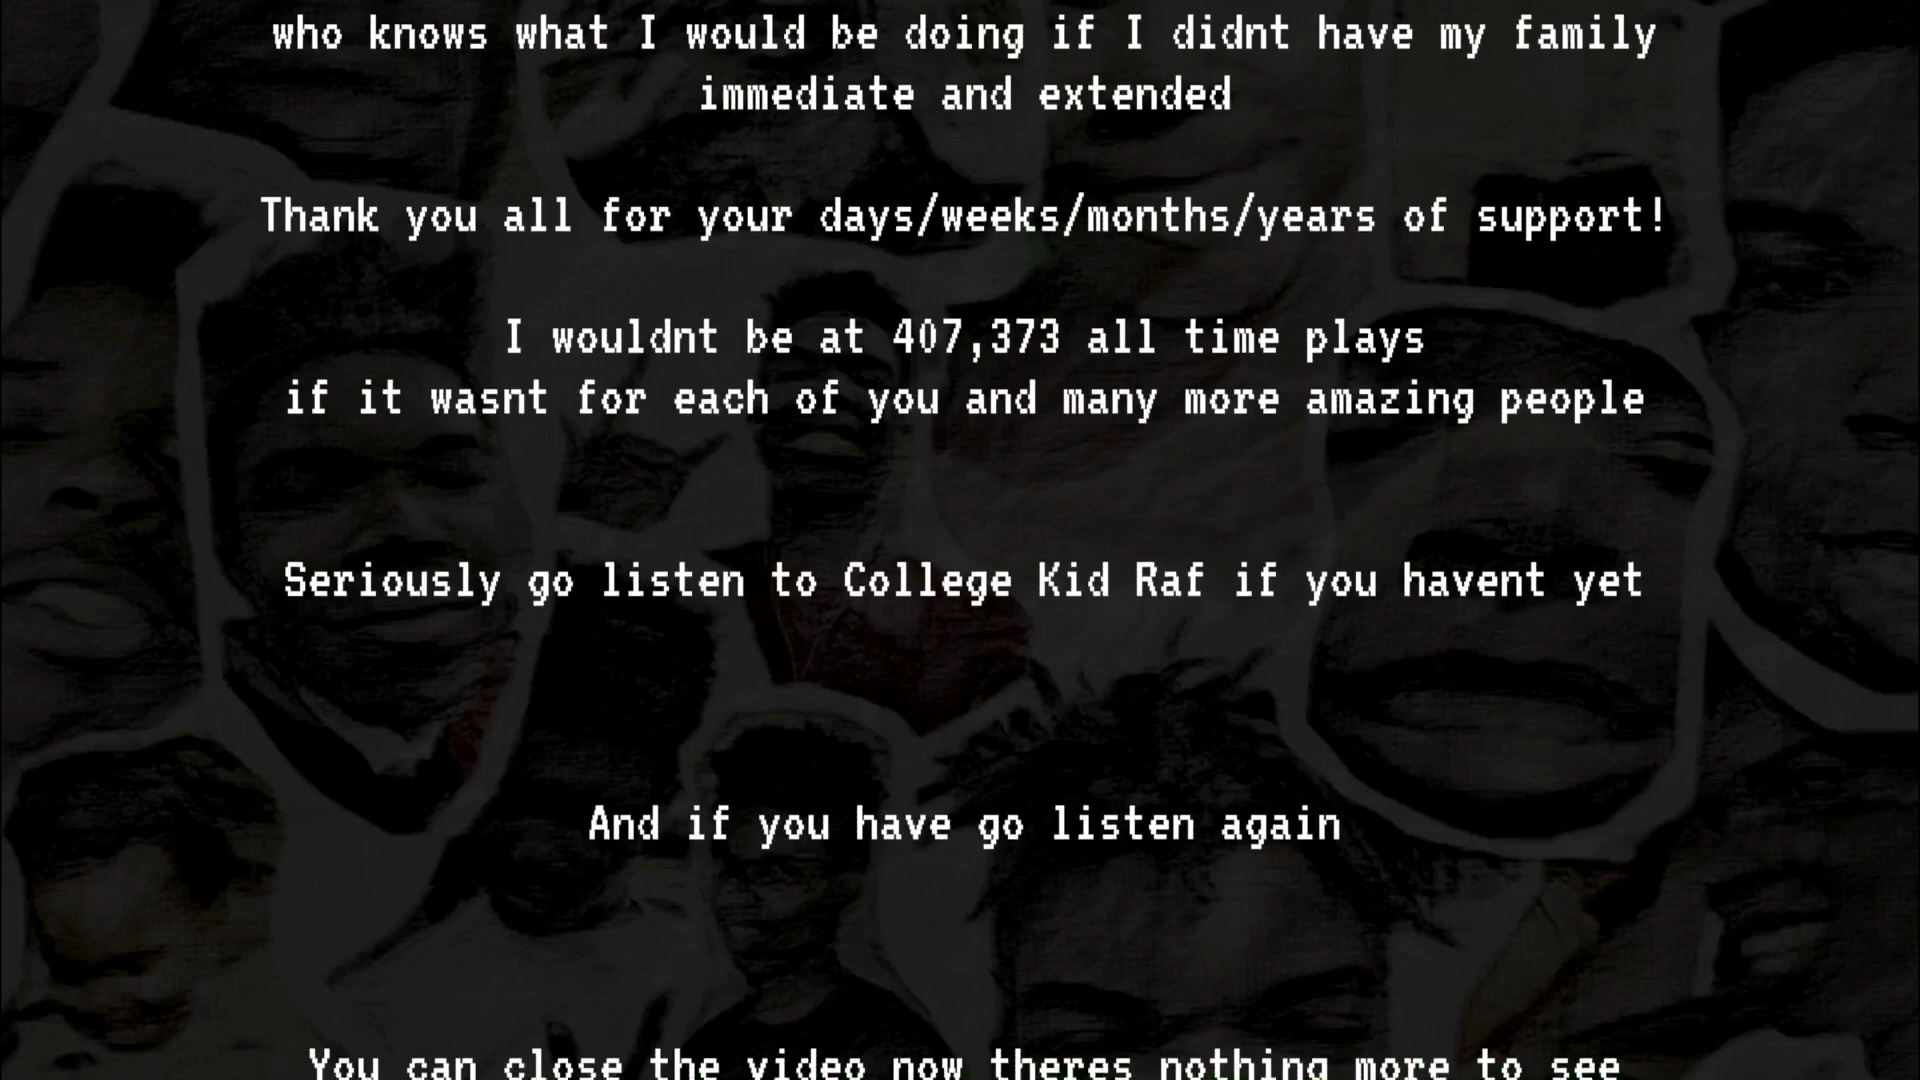 who knows what I would be doing if I didnt have my family
immediate and extended
Thank you all for your days/weeks/months/years of support!
I wouldnt be at 407,373 all time plays
if it wasnt for each of you and many more amazing people
Seriously go listen to College Kid Raf if you havent yet
And if you have go listen again
You can close the video now theres nothing more to see